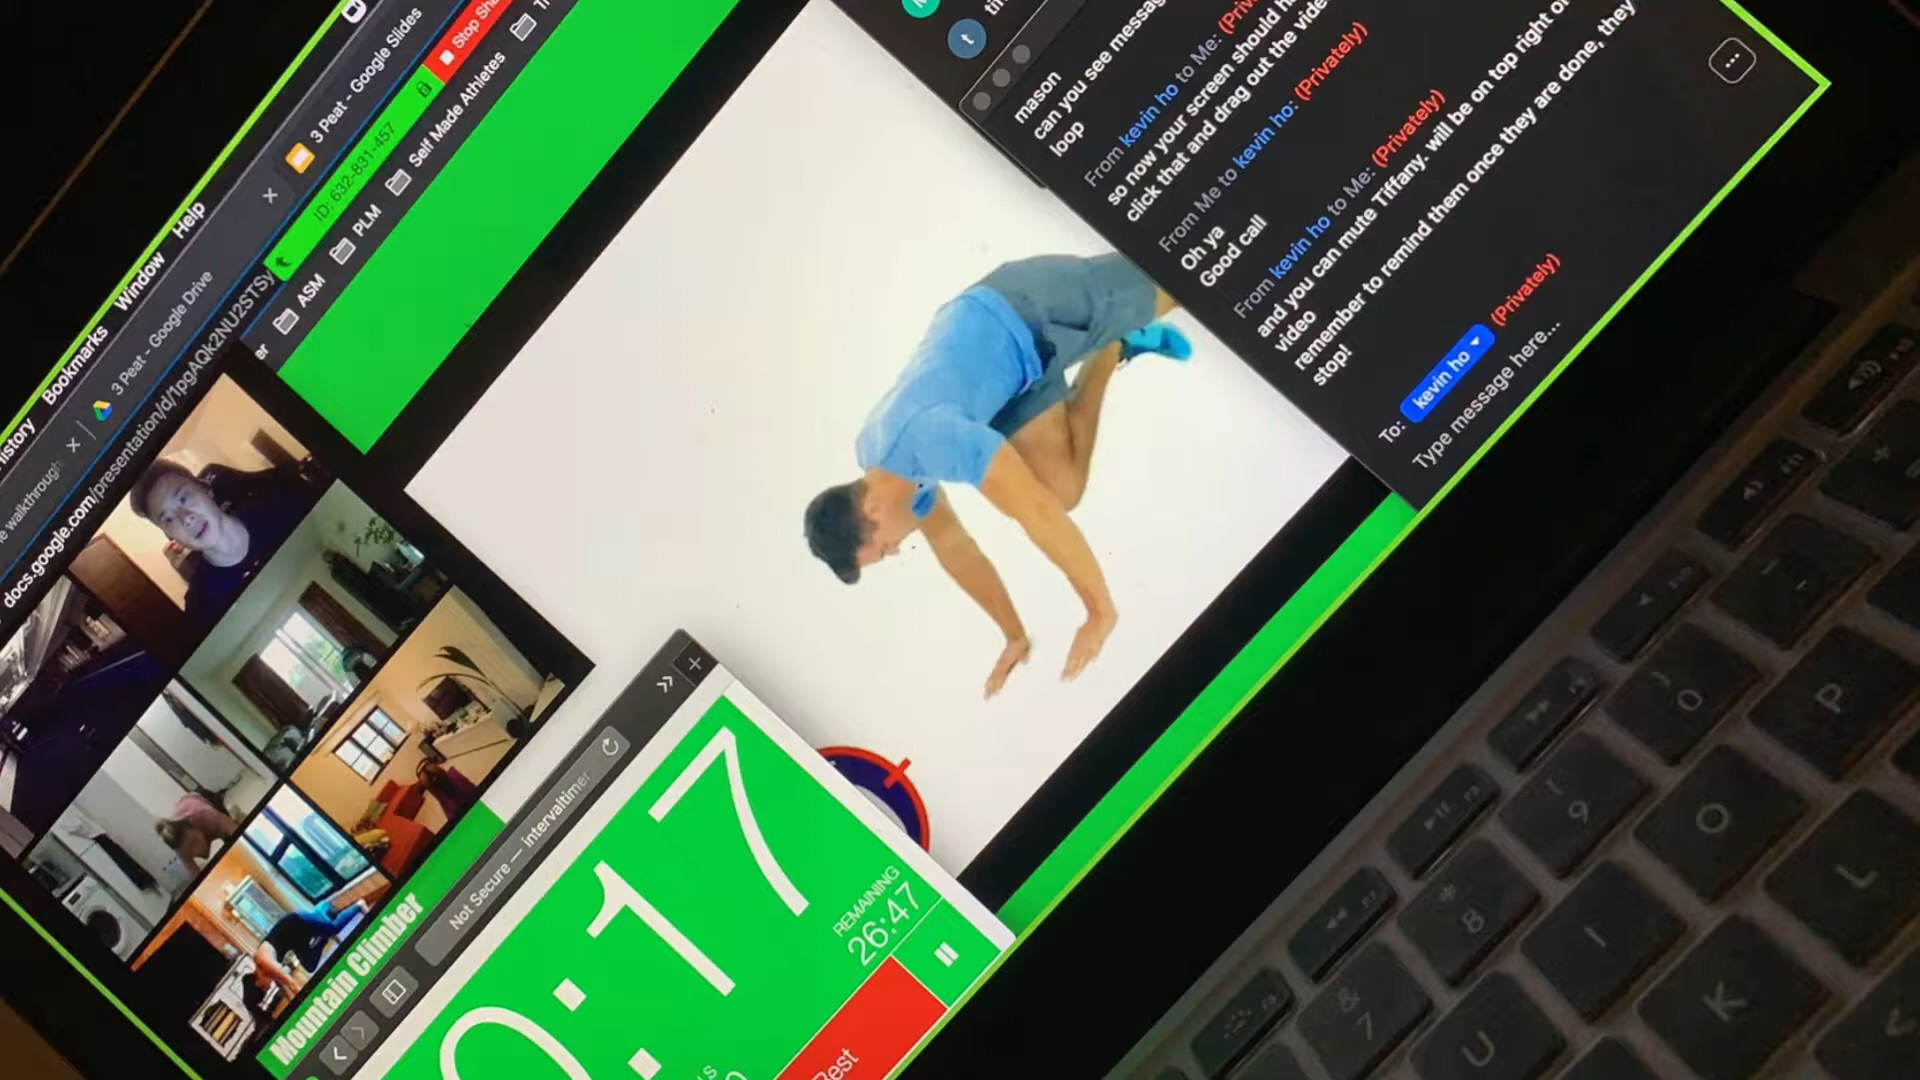 History
Bookmarks
Window
Help
3 Peat - Google Drive
3 Peat - Google Slides
docs.google.com/presentation/d/1pgAQk2NU2STSy
ID: 632-831-457
ASM
PLM
Self Made Athletes
mason
can you see messa
loop
From kevin ho to Me: (Priv
so now your screen should h
click that and drag out the vide
From Me to kevin ho: (Privately)
Oh ya
Good call
From kevin ho to Me: (Privately)
and you can mute Tiffany. will be on top right o
video
remember to remind them once they are done, they
stop!
To: kevin ho (Privately)
Type message here...
Mountain Climber
Not Secure — intervaltimer
0:17
REMAINING
26:47
Rest
7
8
9
0
U
I
O
P
K
L